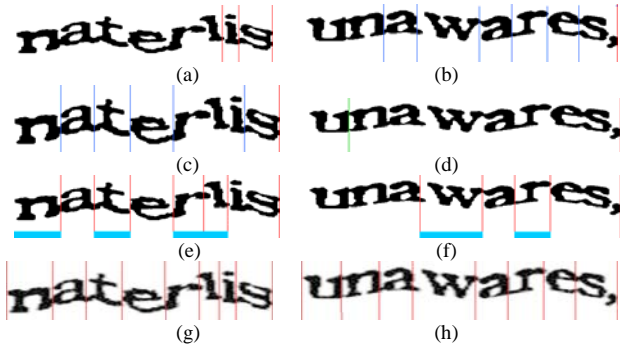 naterlis unawares,
(a) (b)
naterlis unawares,
(c) (d)
naterlis unawares,
(e) (f)
naterlis unawares,
(g) (h)